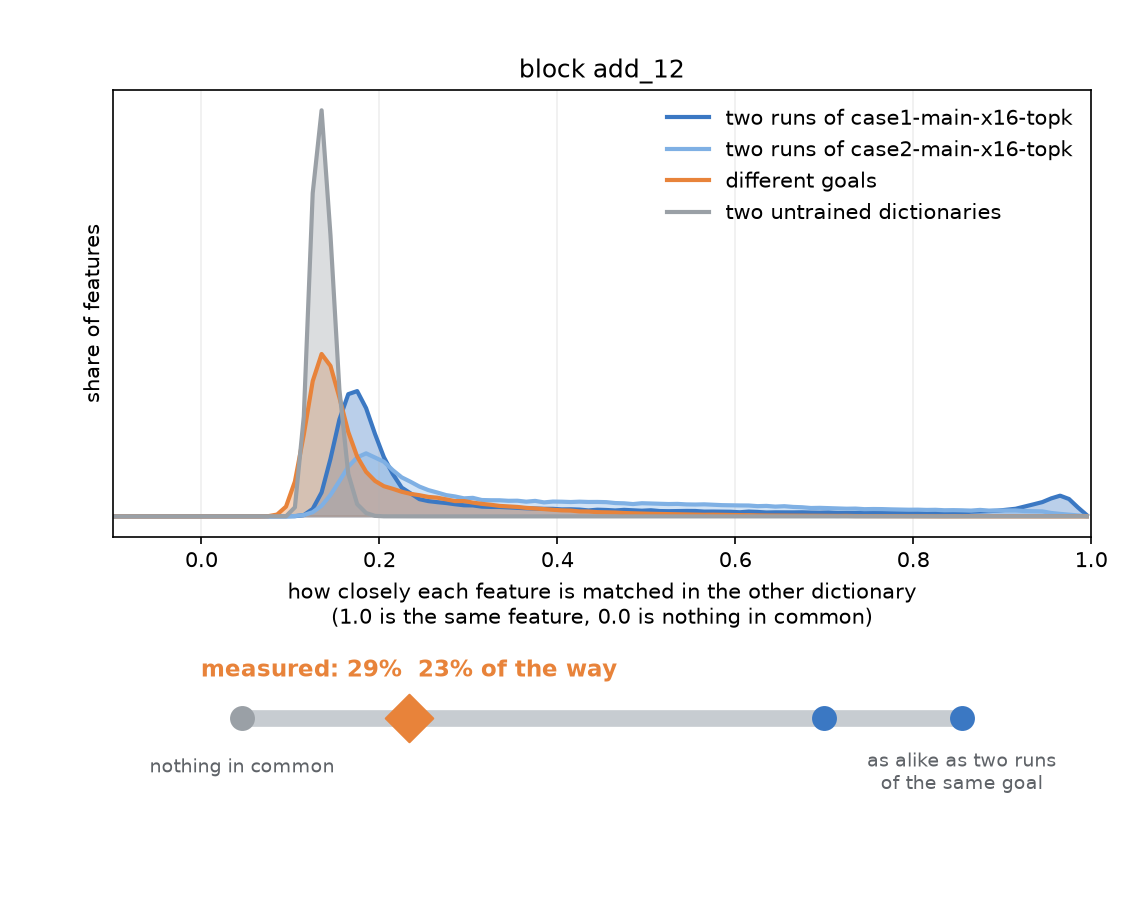 block add_12
two runs of case1-main-x16-topk
two runs of case2-main-x16-topk
different goals
two untrained dictionaries
share of features
0.0 0.2 0.4 0.6 0.8 1.0
how closely each feature is matched in the other dictionary
(1.0 is the same feature, 0.0 is nothing in common)
measured: 29%  23% of the way
nothing in common
as alike as two runs
of the same goal